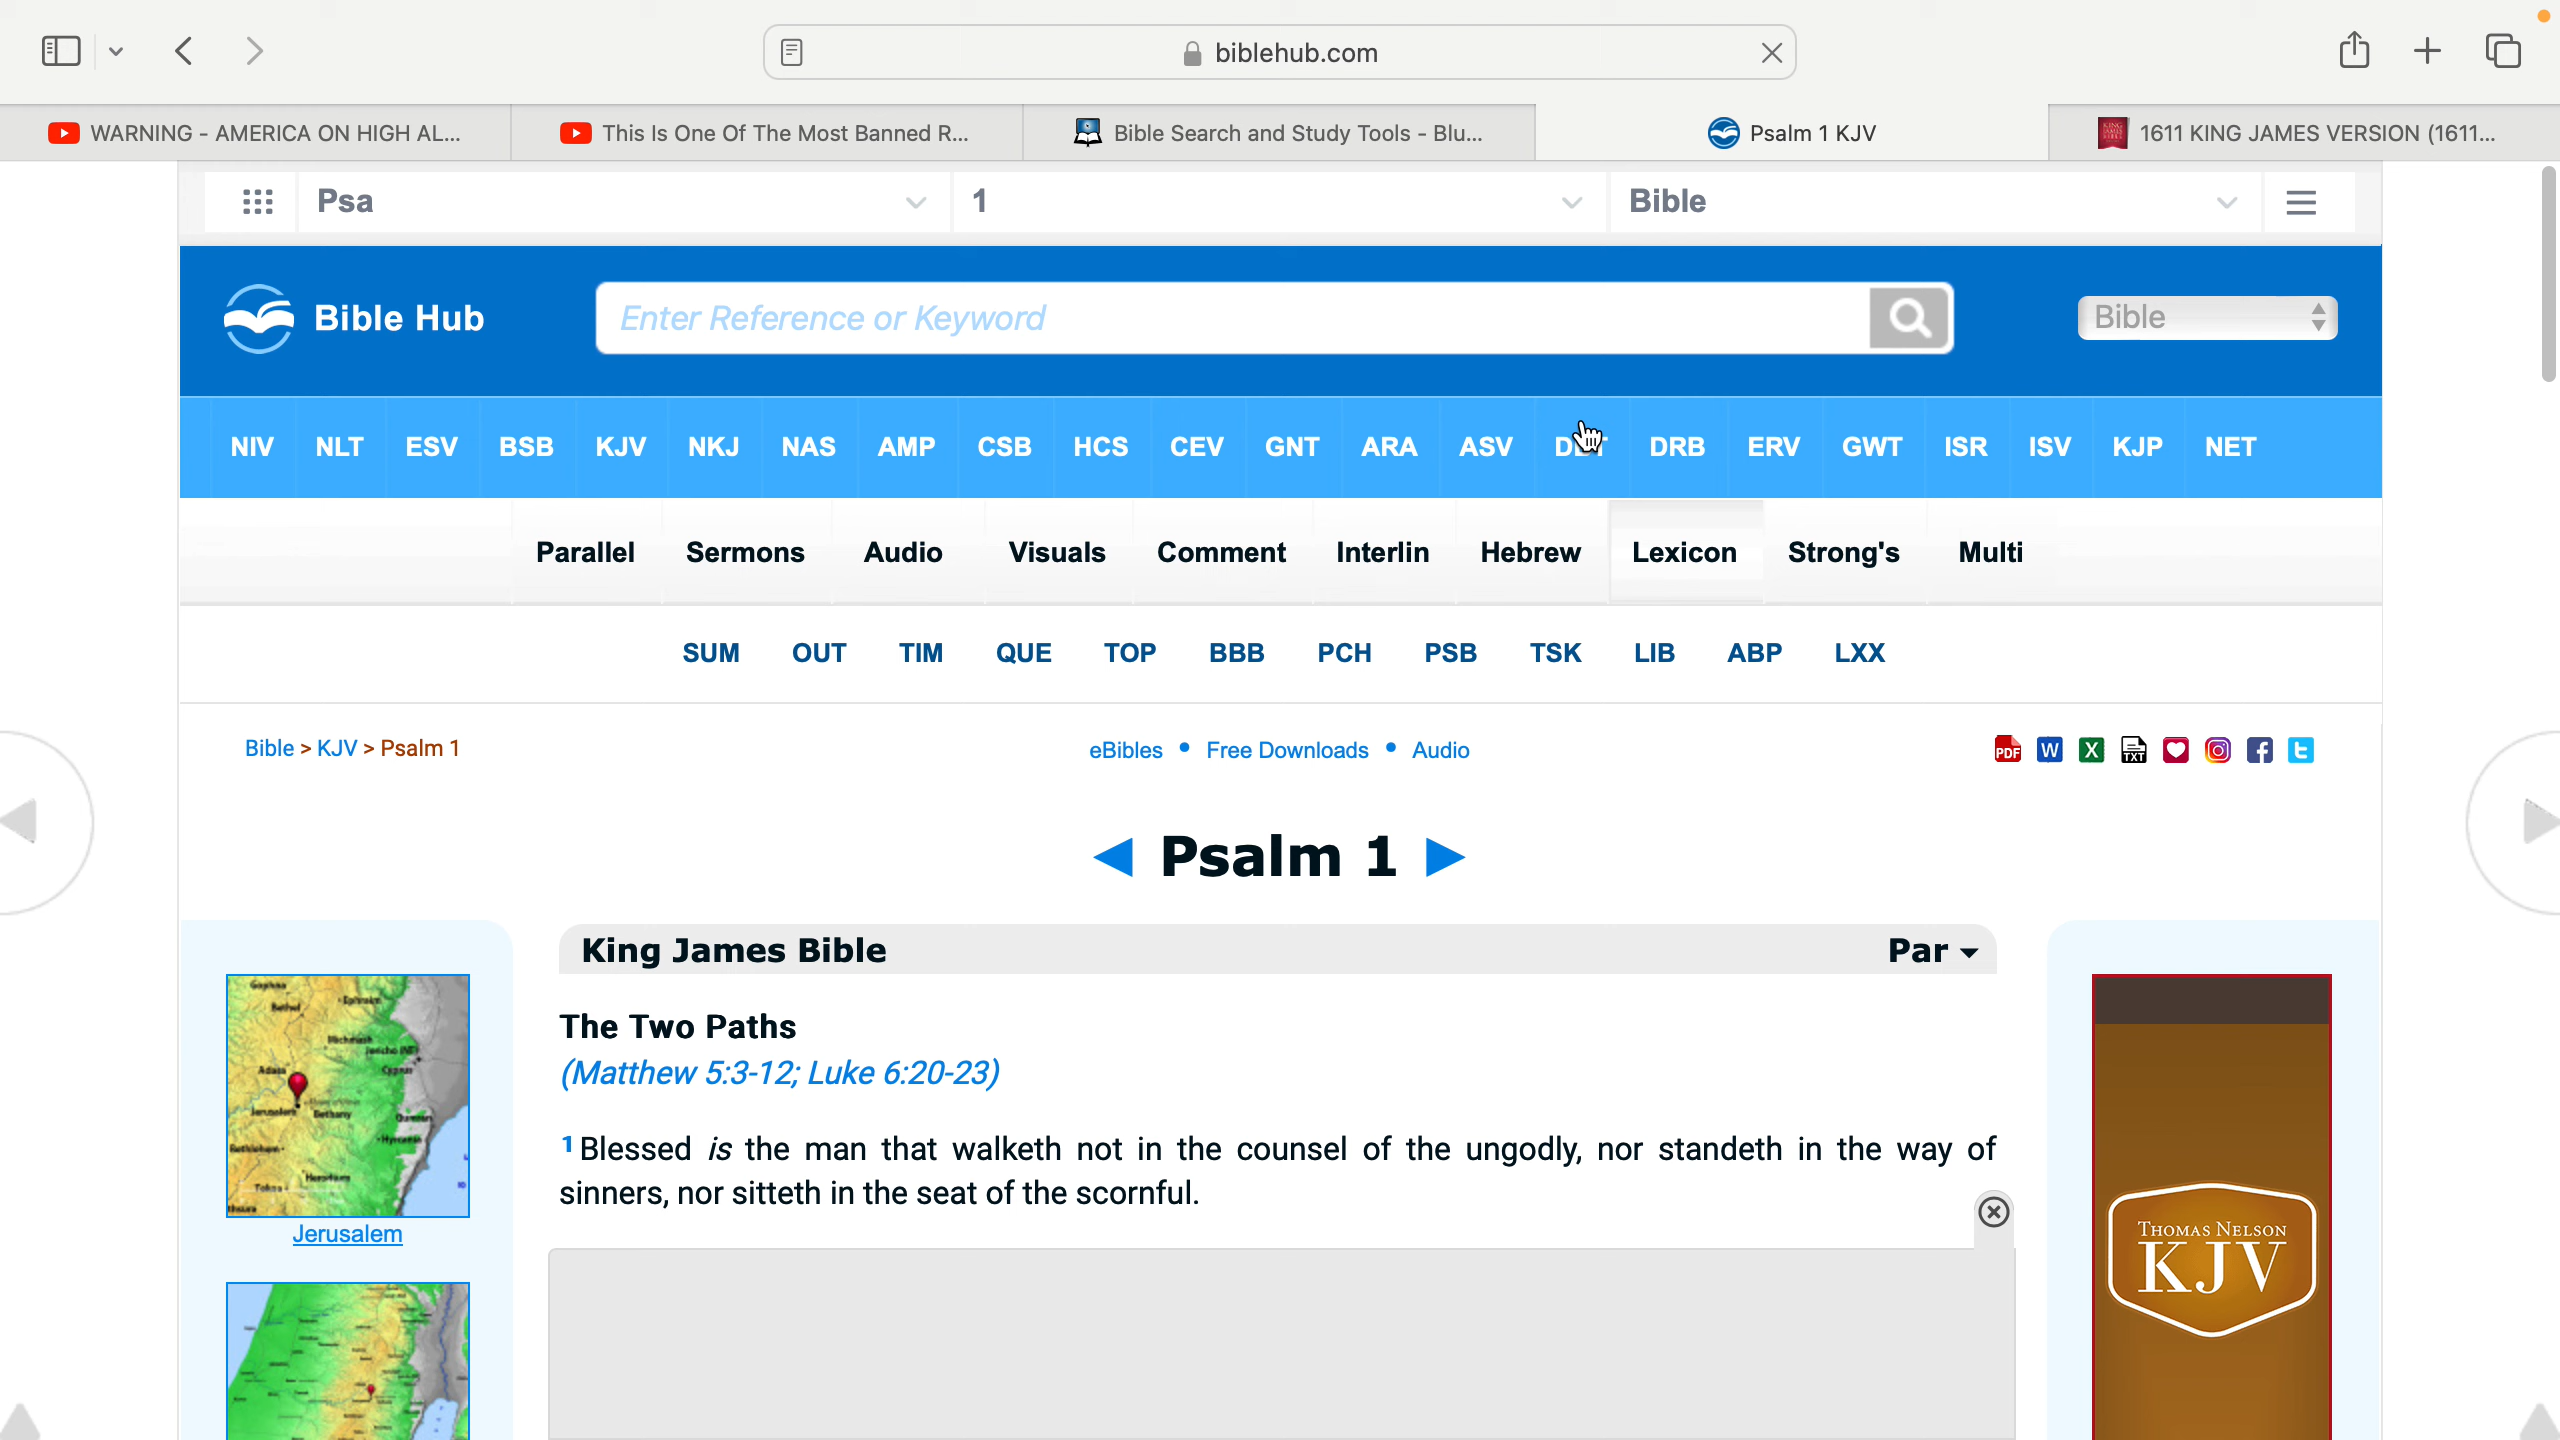 biblehub.com
WARNING - AMERICA ON HIGH AL...
This Is One Of The Most Banned R...
Bible Search and Study Tools - Blu...
Psalm 1 KJV
1611 KING JAMES VERSION (1611...
Psa
1
Bible
Bible Hub
Enter Reference or Keyword
Bible
NIV NLT ESV BSB KJV NKJ NAS AMP CSB HCS CEV GNT ARA ASV DRB ERV GWT ISR ISV KJP NET
Parallel Sermons Audio Visuals Comment Interlin Hebrew Lexicon Strong's Multi
SUM OUT TIM QUE TOP BBB PCH PSB TSK LIB ABP LXX
Bible > KJV > Psalm 1
eBibles • Free Downloads • Audio
PDF W X TXT
◄ Psalm 1 ►
King James Bible
Par
The Two Paths
(Matthew 5:3-12; Luke 6:20-23)
1 Blessed is the man that walketh not in the counsel of the ungodly, nor standeth in the way of
sinners, nor sitteth in the seat of the scornful.
Jerusalem
THOMAS NELSON
KJV